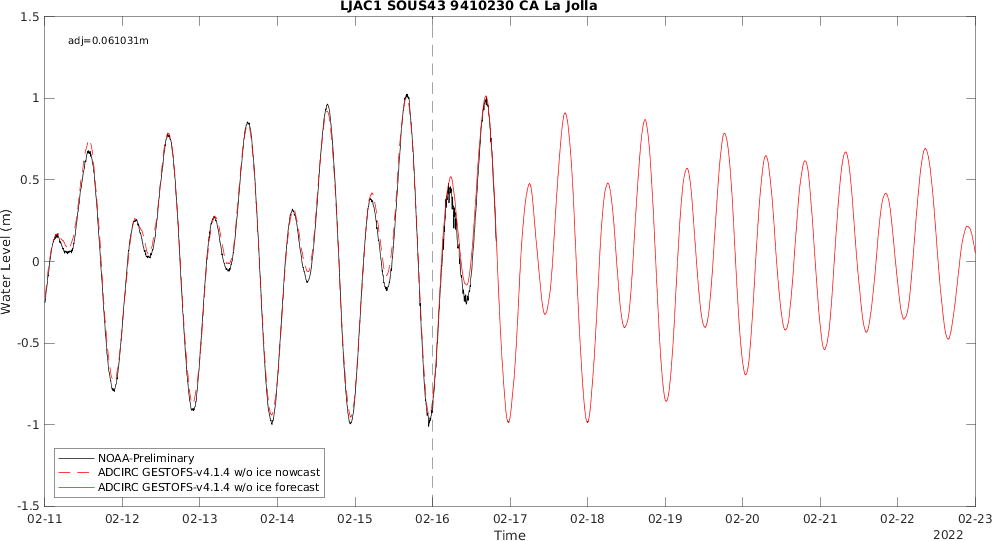 LJAC1 SOUS43 9410230 CA La Jolla
adj=0.061031m
1.5
1
0.5
0
-0.5
-1
-1.5
Water Level (m)
NOAA-Preliminary
ADCIRC GESTOFS-v4.1.4 w/o ice nowcast
ADCIRC GESTOFS-v4.1.4 w/o ice forecast
02-11 02-12 02-13 02-14 02-15 02-16 02-17 02-18 02-19 02-20 02-21 02-22 02-23
Time
2022